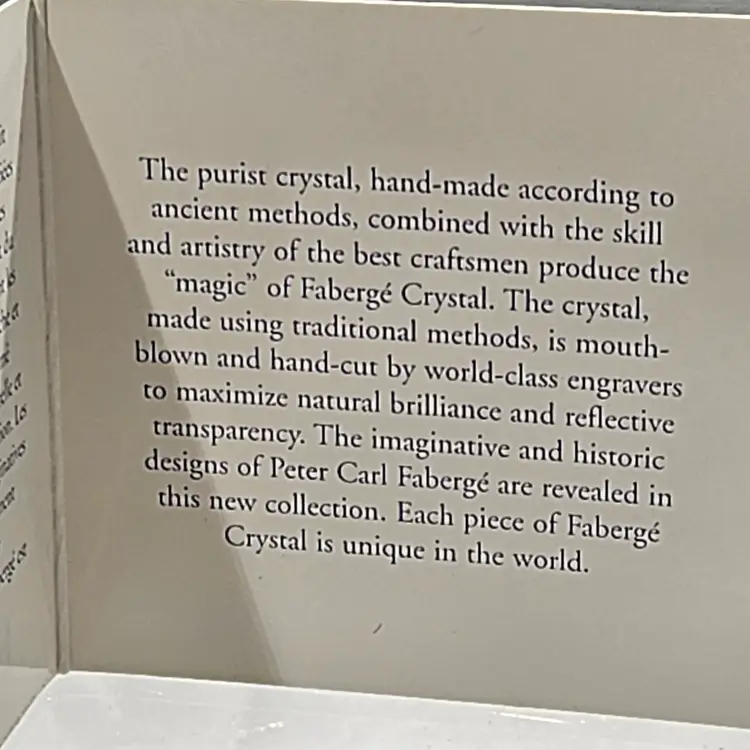 The purist crystal, hand-made according to
ancient methods, combined with the skill
and artistry of the best craftsmen produce the
“magic” of Fabergé Crystal. The crystal,
made using traditional methods, is mouth-
blown and hand-cut by world-class engravers
to maximize natural brilliance and reflective
transparency. The imaginative and historic
designs of Peter Carl Fabergé are revealed in
this new collection. Each piece of Fabergé
Crystal is unique in the world.